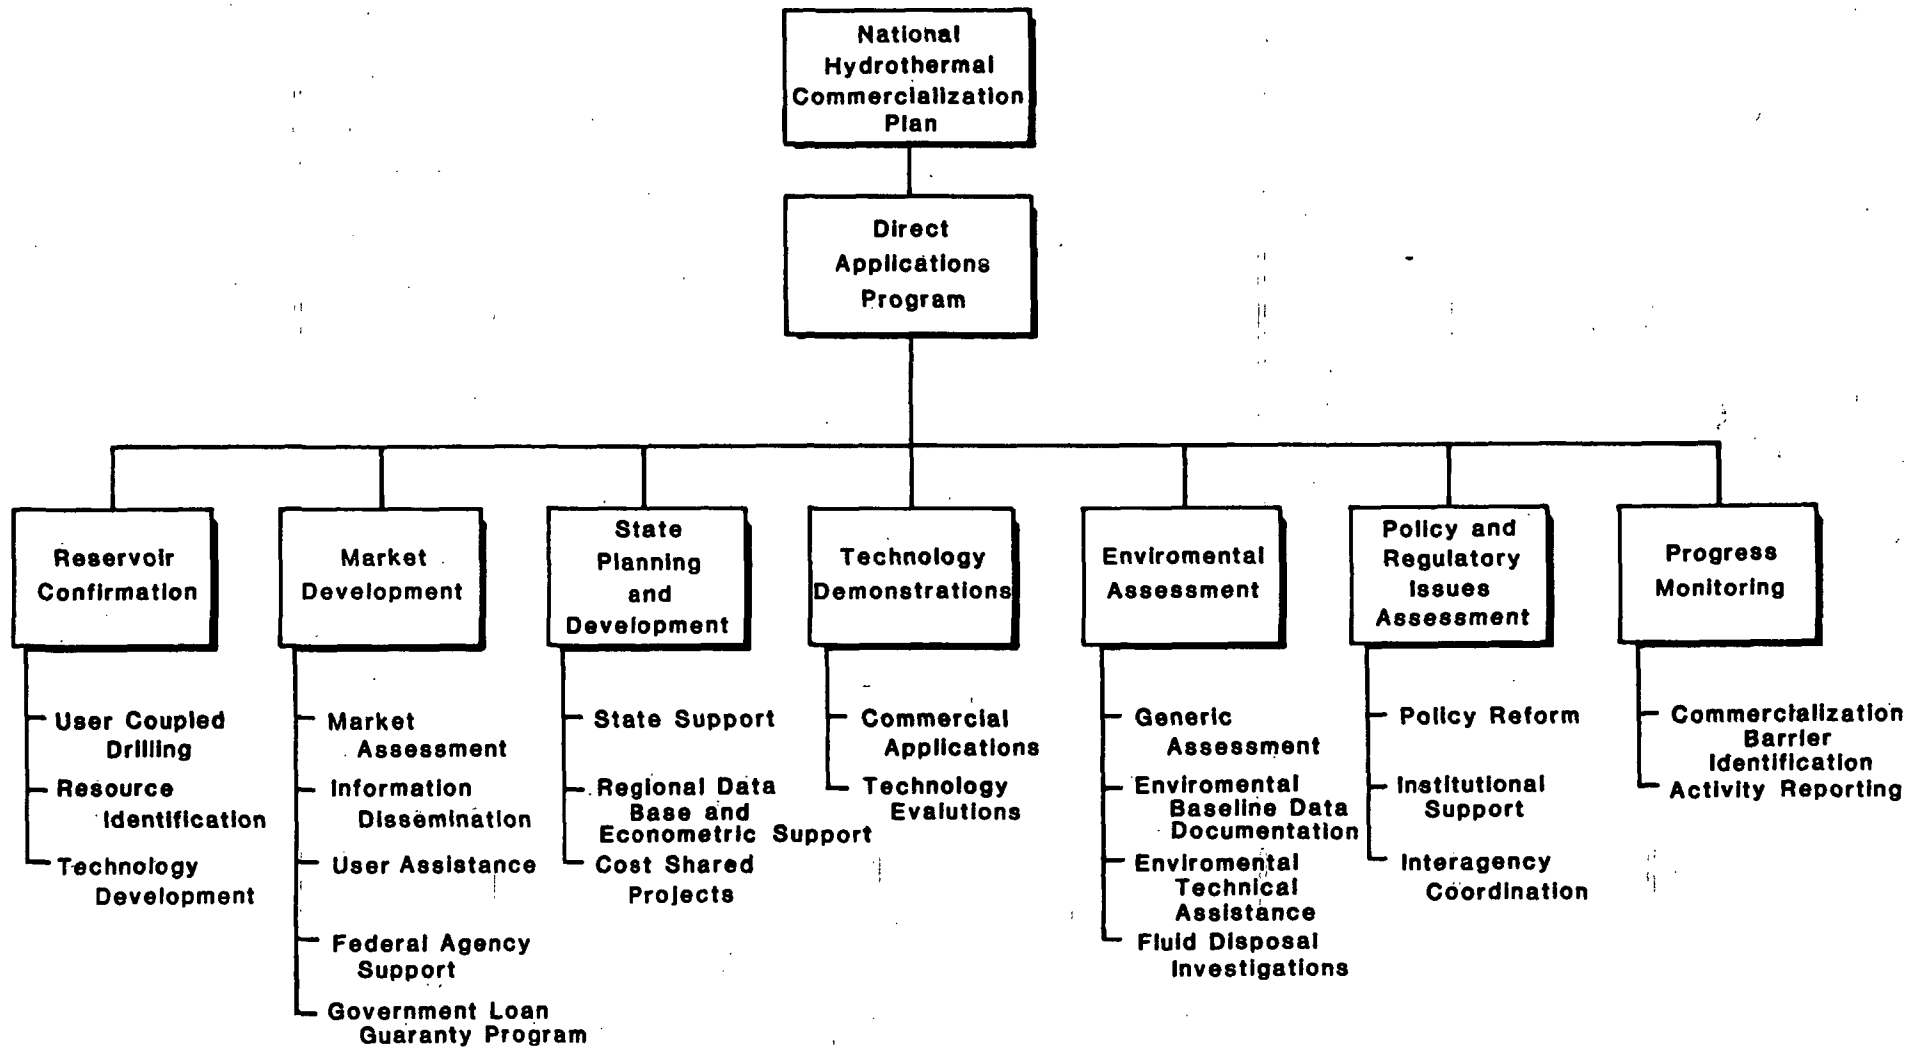 National
Hydrothermal
Commercialization
Plan
Direct
Applications
Program
Reservoir
Confirmation
User Coupled
Drilling
Resource
Identification
Technology
Development
Market
Development
Market
Assessment
Information
Dissemination
User Assistance
Federal Agency
Support
Government Loan
Guaranty Program
State
Planning
and
Development
State Support
Regional Data
Base and
Econometric Support
Cost Shared
Projects
Technology
Demonstrations
Commercial
Applications
Technology
Evalutions
Enviromental
Assessment
Generic
Assessment
Enviromental
Baseline Data
Documentation
Enviromental
Technical
Assistance
Fluid Disposal
Investigations
Policy and
Regulatory
Issues
Assessment
Policy Reform
Institutional
Support
Interagency
Coordination
Progress
Monitoring
Commercialization
Barrier
Identification
Activity Reporting